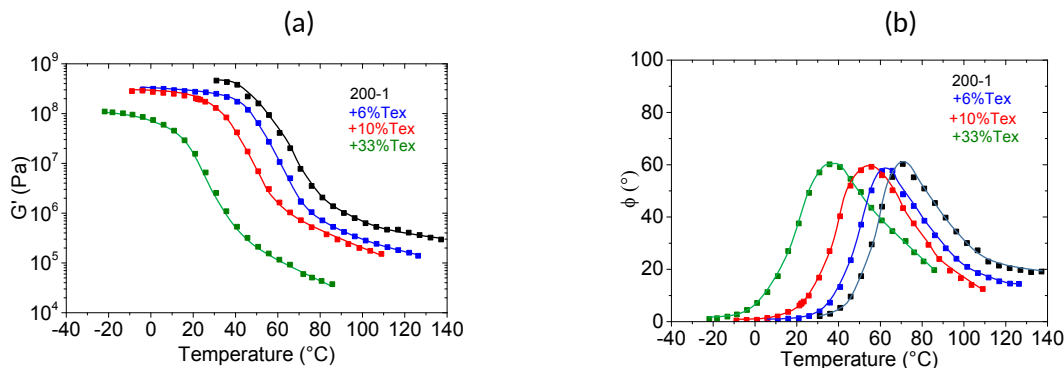 (a)
10⁹
10⁸
10⁷
10⁶
10⁵
10⁴
G' (Pa)
200-1
+6%Tex
+10%Tex
+33%Tex
-40 -20 0 20 40 60 80 100 120 140
Temperature (°C)
(b)
100
80
60
40
20
0
ϕ (°)
200-1
+6%Tex
+10%Tex
+33%Tex
-40 -20 0 20 40 60 80 100 120 140
Temperature (°C)